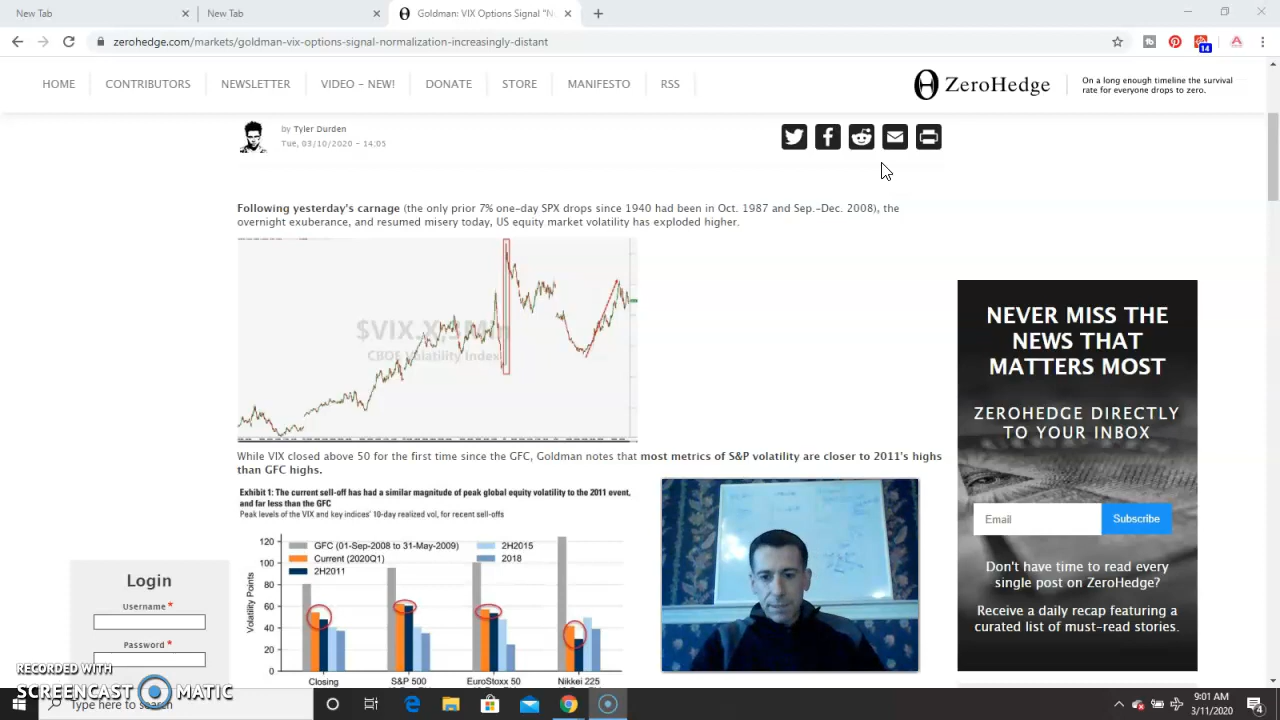 New Tab
New Tab
Goldman: VIX Options Signal "N
zerohedge.com/markets/goldman-vix-options-signal-normalization-increasingly-distant
14
HOME
CONTRIBUTORS
NEWSLETTER
VIDEO – NEW!
DONATE
STORE
MANIFESTO
RSS
ZeroHedge
On a long enough timeline the survival
rate for everyone drops to zero.
by Tyler Durden
Tue, 03/10/2020 – 14:05
Following yesterday's carnage (the only prior 7% one-day SPX drops since 1940 had been in Oct. 1987 and Sep.-Dec. 2008), the
overnight exuberance, and resumed misery today, US equity market volatility has exploded higher.
$VIX.X,3Mi
CBOE Volatility Index
While VIX closed above 50 for the first time since the GFC, Goldman notes that most metrics of S&P volatility are closer to 2011's highs
than GFC highs.
Exhibit 1: The current sell-off has had a similar magnitude of peak global equity volatility to the 2011 event,
and far less than the GFC
Peak levels of the VIX and key indices' 10-day realized vol, for recent sell-offs
Volatility Points
120
100
80
60
40
20
0
GFC (01-Sep-2008 to 31-May-2009)
Current (2020Q1)
2H2011
2H2015
2018
Closing
S&P 500
EuroStoxx 50
Nikkei 225
NEVER MISS THE
NEWS THAT
MATTERS MOST
ZEROHEDGE DIRECTLY
TO YOUR INBOX
Email
Subscribe
Don't have time to read every
single post on ZeroHedge?
Receive a daily recap featuring a
curated list of must-read stories.
Login
Username *
Password *
RECORDED WITH
SCREENCAST MATIC
Type here to search
9:01 AM
3/11/2020
4